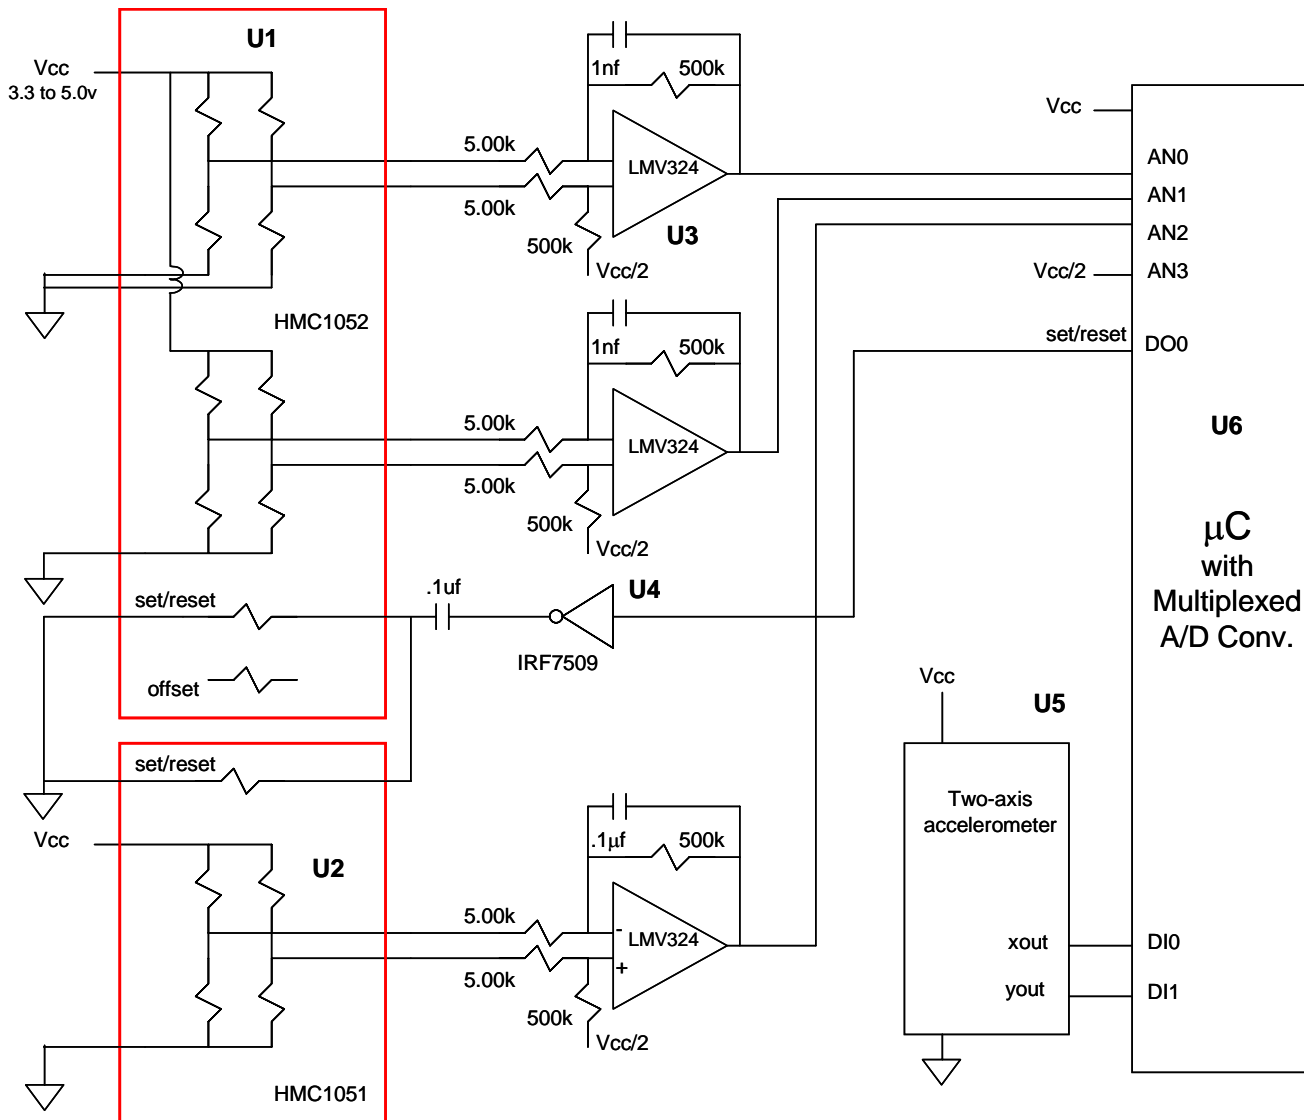 U1
Vcc
3.3 to 5.0v
1nf
500k
5.00k
LMV324
5.00k
U3
500k
Vcc/2
HMC1052
1nf
500k
5.00k
LMV324
5.00k
500k
Vcc/2
set/reset
.1uf
U4
IRF7509
offset
set/reset
Vcc
U2
.1μf
500k
5.00k
-
LMV324
+
5.00k
500k
Vcc/2
HMC1051
Vcc
AN0
AN1
AN2
Vcc/2
AN3
set/reset
DO0
U6
μC
with
Multiplexed
A/D Conv.
Vcc
U5
Two-axis
accelerometer
xout
DI0
yout
DI1